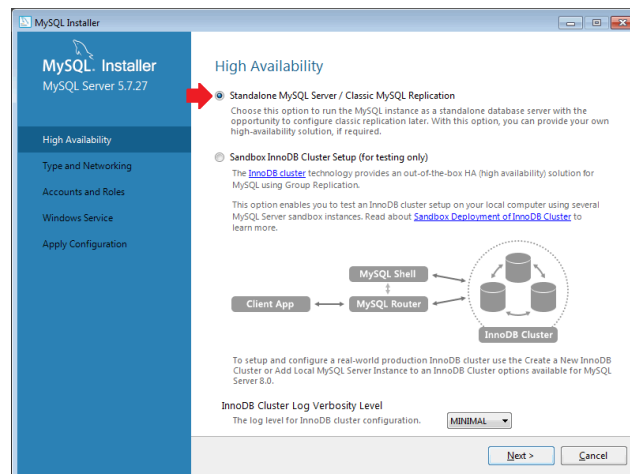 MySQL Installer
MySQL. Installer
MySQL Server 5.7.27
High Availability
Type and Networking
Accounts and Roles
Windows Service
Apply Configuration
High Availability
Standalone MySQL Server / Classic MySQL Replication
Choose this option to run the MySQL instance as a standalone database server with the
opportunity to configure classic replication later. With this option, you can provide your own
high-availability solution, if required.
Sandbox InnoDB Cluster Setup (for testing only)
The InnoDB cluster technology provides an out-of-the-box HA (high availability) solution for
MySQL using Group Replication.
This option enables you to test an InnoDB cluster setup on your local computer using several
MySQL Server sandbox instances. Read about Sandbox Deployment of InnoDB Cluster to
learn more.
MySQL Shell
Client App
MySQL Router
InnoDB Cluster
To setup and configure a real-world production InnoDB cluster use the Create a New InnoDB
Cluster or Add Local MySQL Server Instance to an InnoDB Cluster options available for MySQL
Server 8.0.
InnoDB Cluster Log Verbosity Level
The log level for InnoDB cluster configuration.
MINIMAL
Next >
Cancel